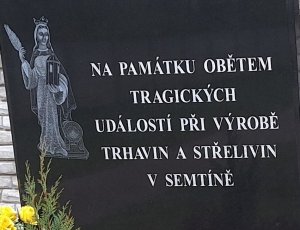 NA PAMÁTKU OBĚTEM
TRAGICKÝCH
UDÁLOSTÍ PŘI VÝROBĚ
TRHAVIN A STŘELIVIN
V SEMTÍNĚ